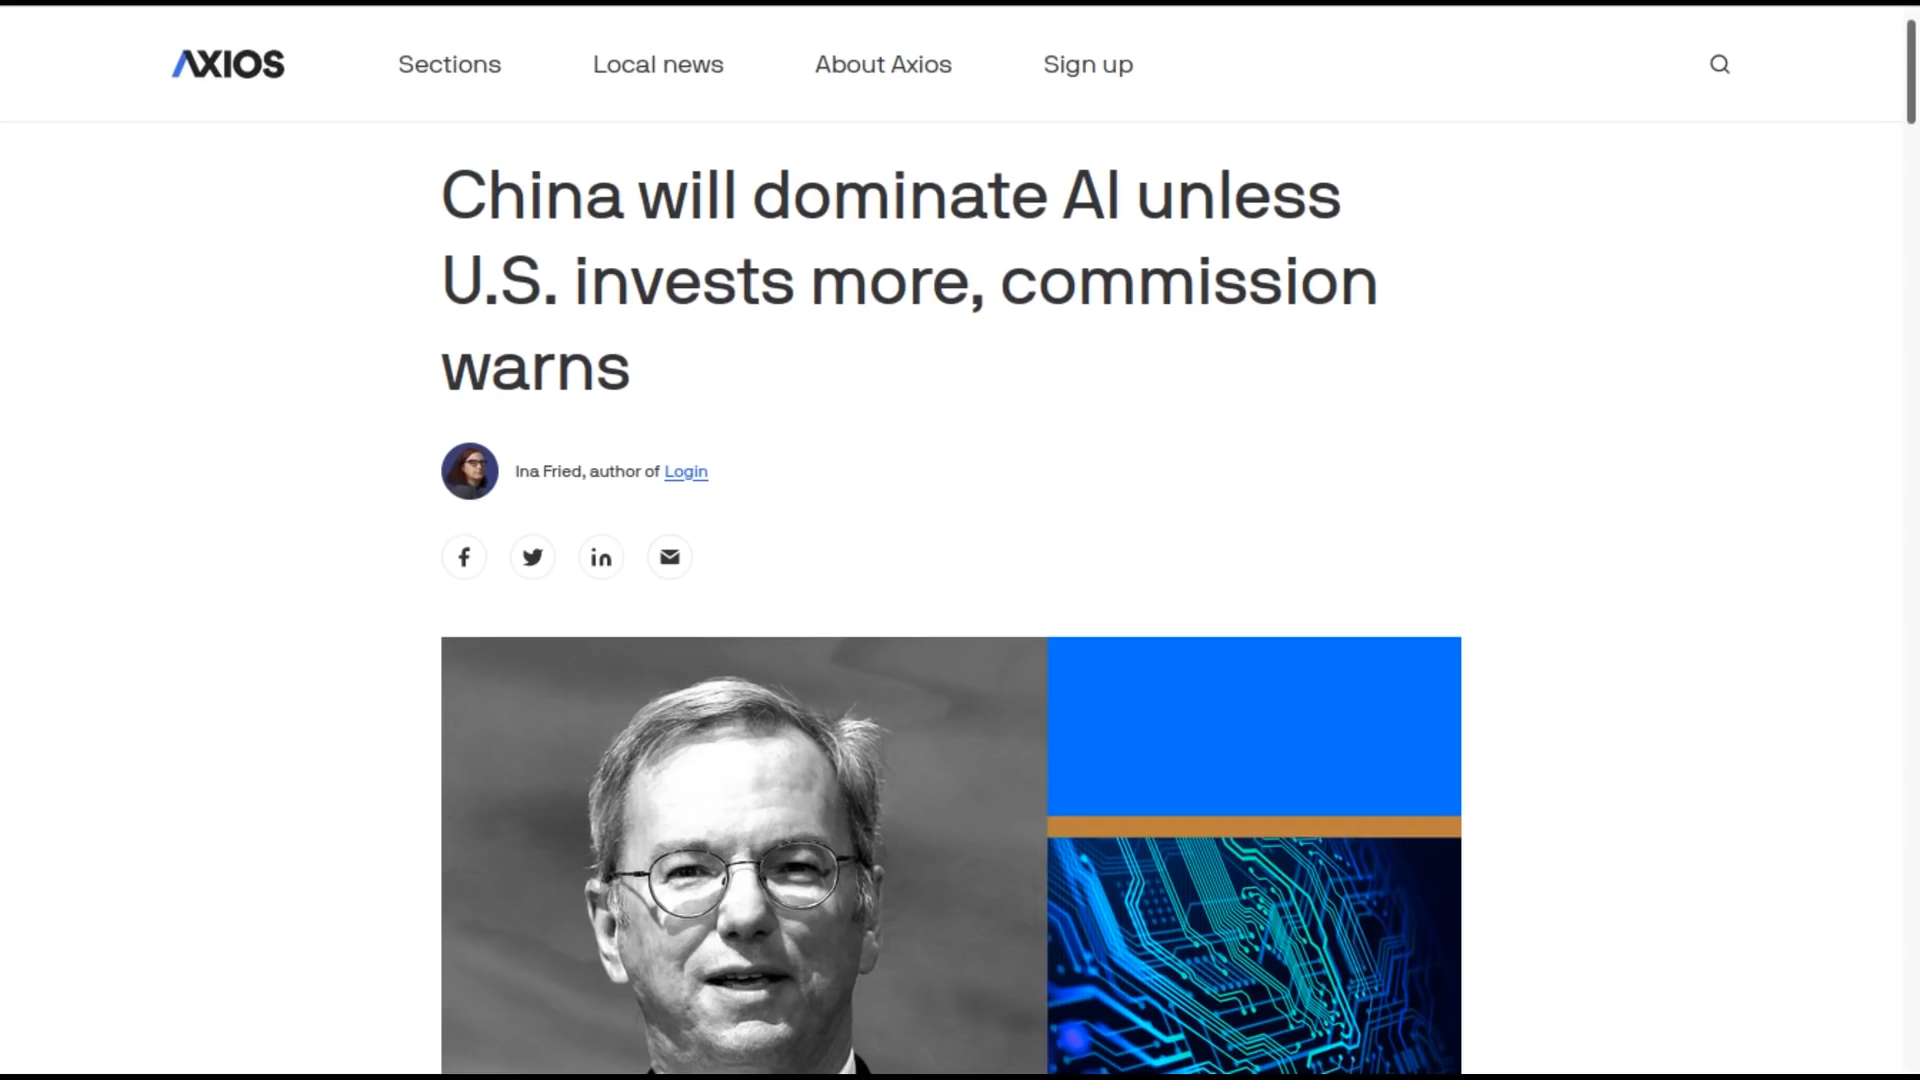 AXIOS Sections Local news About Axios Sign up
China will dominate AI unless
U.S. invests more, commission
warns
Ina Fried, author of Login